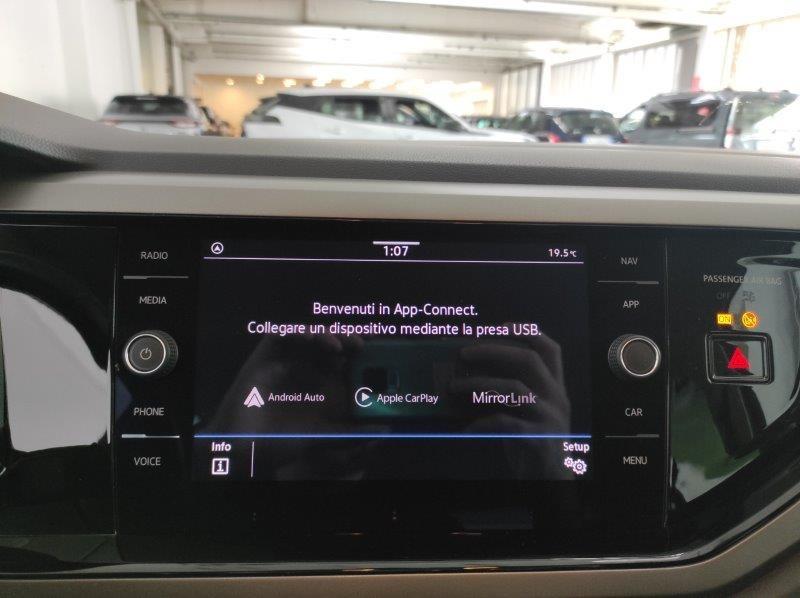 1:07
19.5°C
RADIO
MEDIA
PHONE
VOICE
Benvenuti in App-Connect.
Collegare un dispositivo mediante la presa USB.
Android Auto
Apple CarPlay
MirrorLink
Info
Setup
NAV
APP
CAR
MENU
PASSENGER AIR BAG
OFF
ON